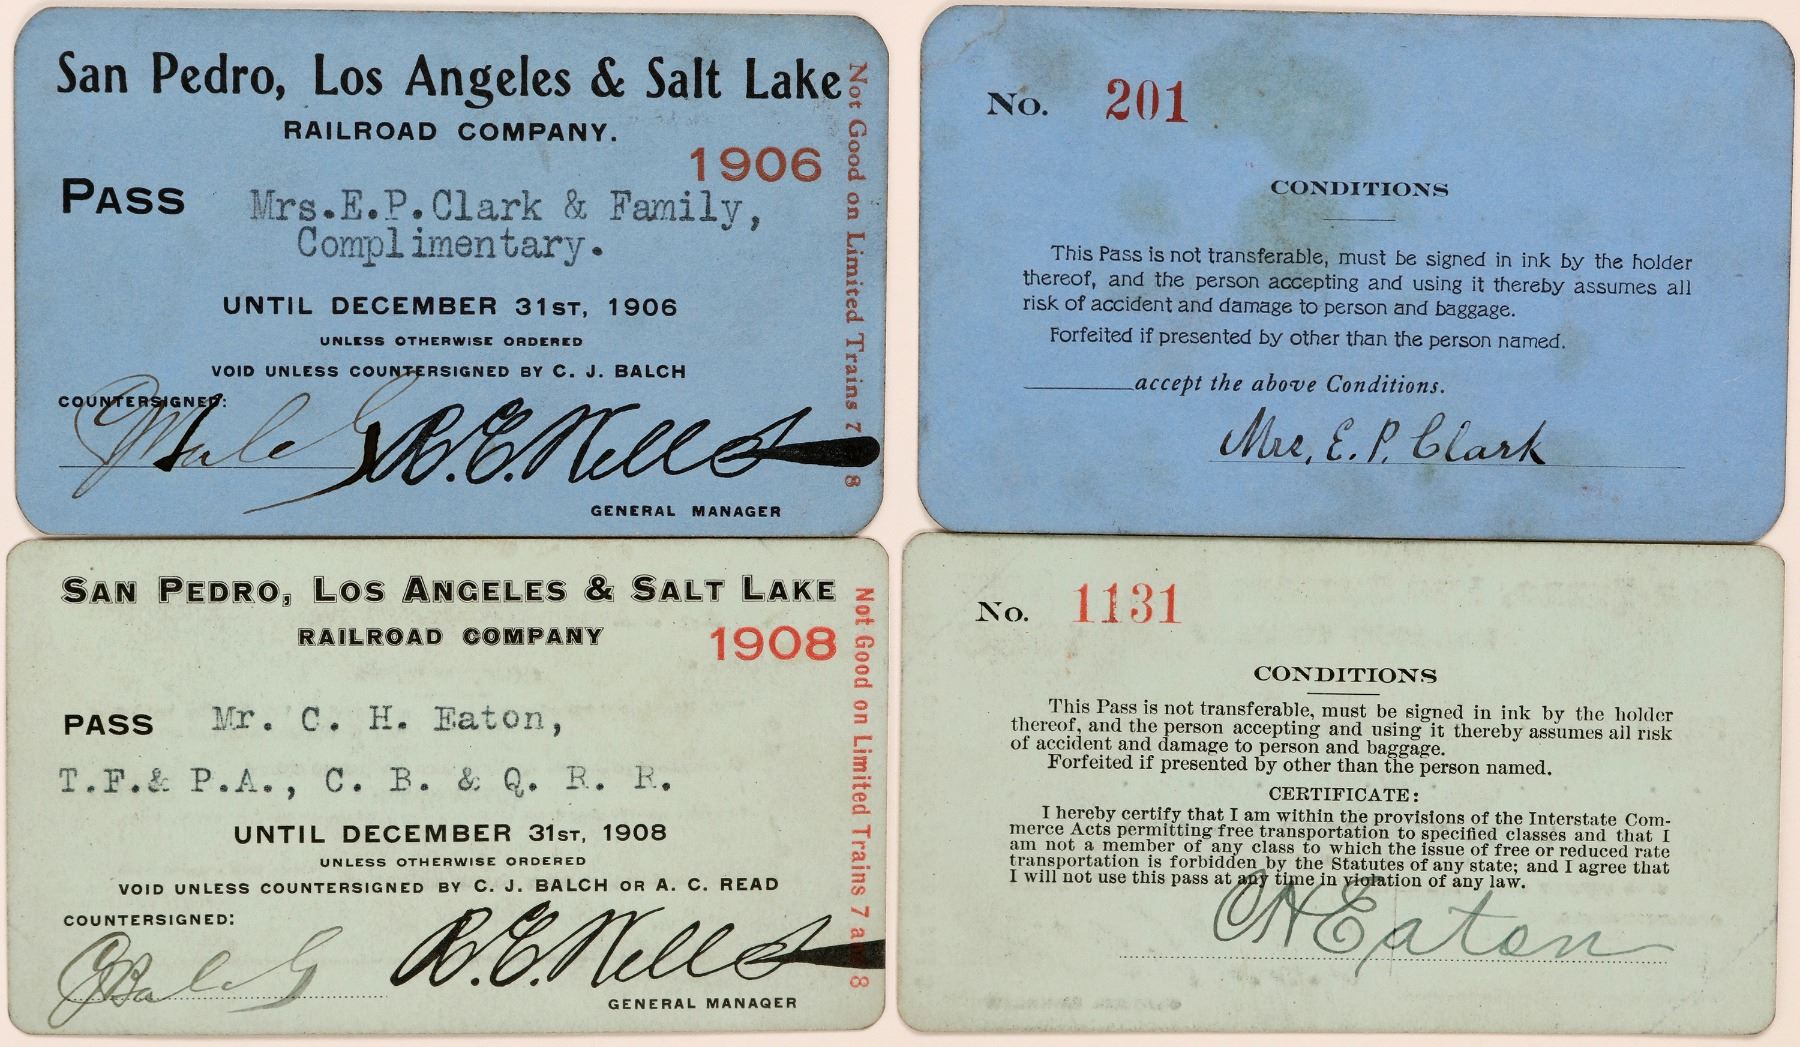 San Pedro, Los Angeles & Salt Lake
RAILROAD COMPANY.
1906
PASS Mrs.E.P.Clark & Family,
Complimentary.
UNTIL DECEMBER 31ST, 1906
UNLESS OTHERWISE ORDERED
VOID UNLESS COUNTERSIGNED BY C. J. BALCH
COUNTERSIGNED:
R.E.Wells
GENERAL MANAGER
Not Good on Limited Trains 7 8
No. 201
CONDITIONS
This Pass is not transferable, must be signed in ink by the holder
thereof, and the person accepting and using it thereby assumes all
risk of accident and damage to person and baggage.
Forfeited if presented by other than the person named.
accept the above Conditions.
Mrs, E. P. Clark
SAN PEDRO, LOS ANGELES & SALT LAKE
RAILROAD COMPANY
1908
PASS Mr. C. H. Eaton,
T.F.& P.A., C. B. & Q. R. R.
UNTIL DECEMBER 31ST, 1908
UNLESS OTHERWISE ORDERED
VOID UNLESS COUNTERSIGNED BY C. J. BALCH OR A. C. READ
COUNTERSIGNED:
CJBalch
R.E.Wells
GENERAL MANAGER
Not Good on Limited Trains 7 a 8
No. 1131
CONDITIONS
This Pass is not transferable, must be signed in ink by the holder
thereof, and the person accepting and using it thereby assumes all risk
of accident and damage to person and baggage.
Forfeited if presented by other than the person named.
CERTIFICATE:
I hereby certify that I am within the provisions of the Interstate Com-
merce Acts permitting free transportation to specified classes and that I
am not a member of any class to which the issue of free or reduced rate
transportation is forbidden by the Statutes of any state; and I agree that
I will not use this pass at any time in violation of any law.
CHEaton